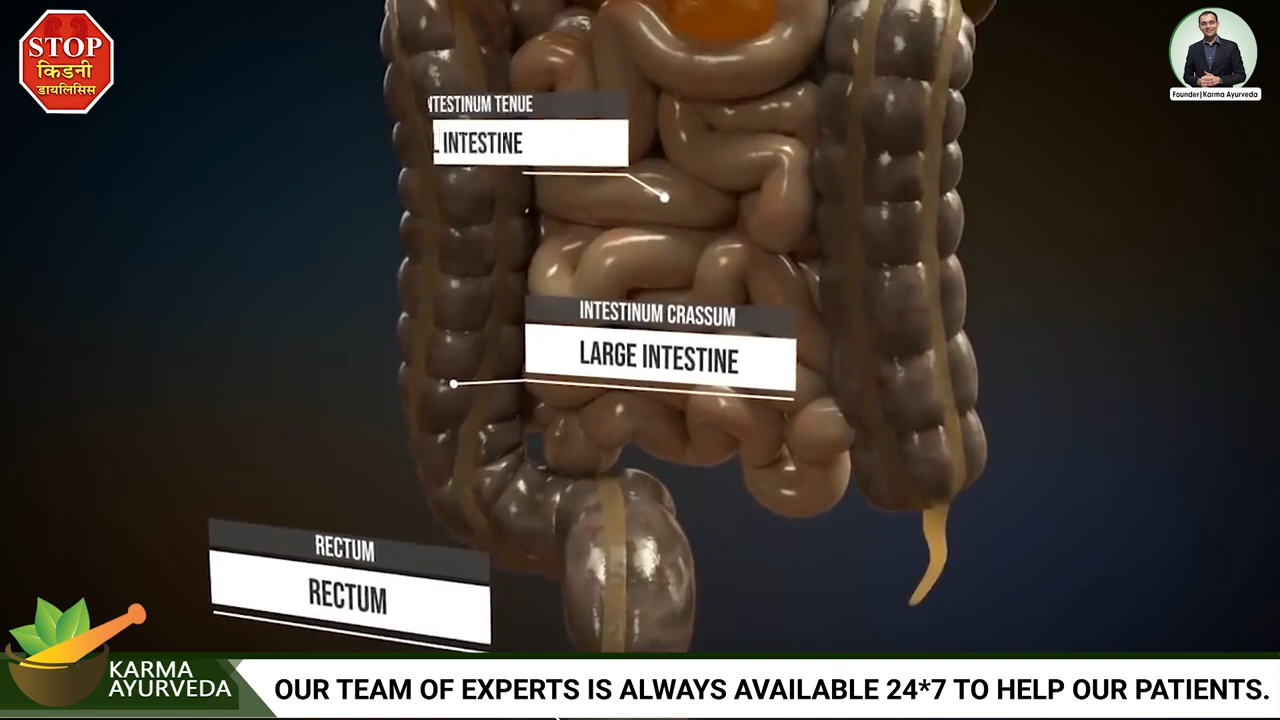 STOP
किडनी
डायलिसिस
Founder|Karma Ayurveda
NTESTINUM TENUE
L INTESTINE
INTESTINUM CRASSUM
LARGE INTESTINE
RECTUM
RECTUM
KARMA
AYURVEDA
OUR TEAM OF EXPERTS IS ALWAYS AVAILABLE 24*7 TO HELP OUR PATIENTS.